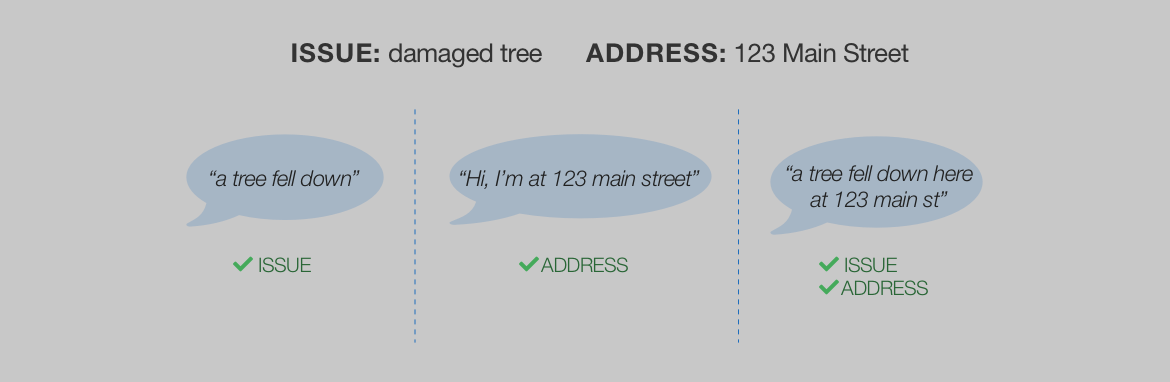 ISSUE: damaged tree ADDRESS: 123 Main Street
“a tree fell down”
ISSUE
“Hi, I’m at 123 main street”
ADDRESS
“a tree fell down here
at 123 main st”
ISSUE
ADDRESS